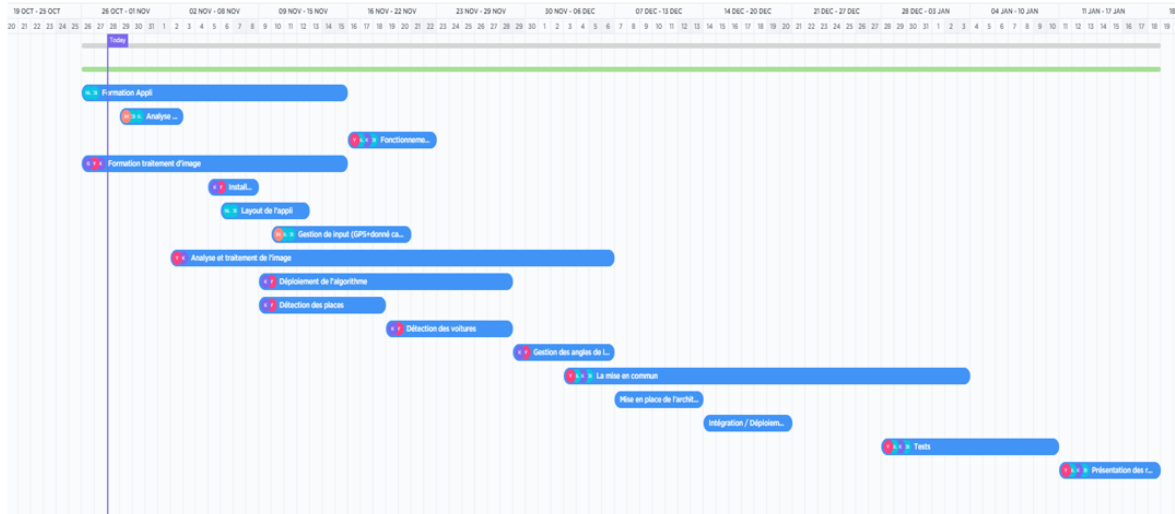 19 OCT - 25 OCT 26 OCT - 01 NOV 02 NOV - 08 NOV 09 NOV - 15 NOV 16 NOV - 22 NOV 23 NOV - 29 NOV 30 NOV - 06 DEC 07 DEC - 13 DEC 14 DEC - 20 DEC 21 DEC - 27 DEC 28 DEC - 03 JAN 04 JAN - 10 JAN 11 JAN - 17 JAN 18
20 21 22 23 24 25 26 27 28 29 30 31 1 2 3 4 5 6 7 8 9 10 11 12 13 14 15 16 17 18 19 20 21 22 23 24 25 26 27 28 29 30 1 2 3 4 5 6 7 8 9 10 11 12 13 14 15 16 17 18 19 20 21 22 23 24 25 26 27 28 29 30 31 1 2 3 4 5 6 7 8 9 10 11 12 13 14 15 16 17 18 19
Today
Formation Appli
Analyse ...
Fonctionneme...
Formation traitement d'image
Install...
Layout de l'appli
Gestion de input (GPS+donné ca...
Analyse et traitement de l'image
Déploiement de l'algorithme
Détection des places
Détection des voitures
Gestion des angles de l...
La mise en commun
Mise en place de l'archit...
Intégration / Déploiem...
Tests
Présentation des r...